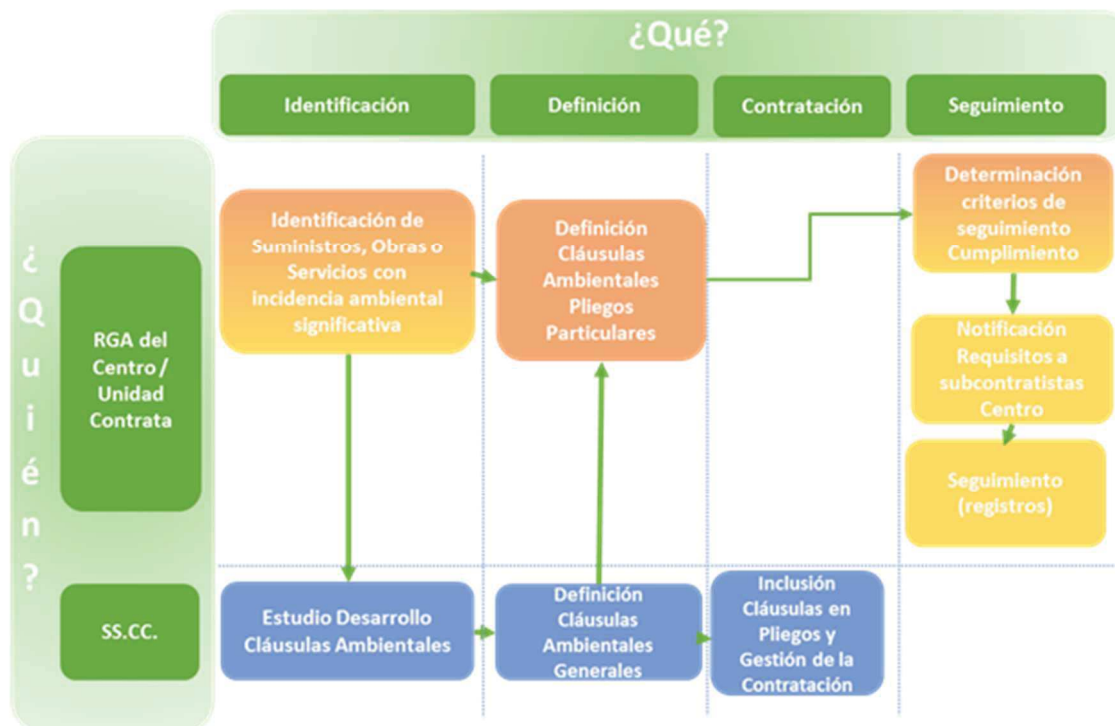 ¿Qué?
Identificación
Definición
Contratación
Seguimiento
¿Quién?
RGA del
Centro /
Unidad
Contrata
Identificación de
Suministros, Obras o
Servicios con
incidencia ambiental
significativa
Definición
Cláusulas
Ambientales
Pliegos
Particulares
Determinación
criterios de
seguimiento
Cumplimiento
Notificación
Requisitos a
subcontratistas
Centro
Seguimiento
(registros)
SS.CC.
Estudio Desarrollo
Cláusulas Ambientales
Definición
Cláusulas
Ambientales
Generales
Inclusión
Cláusulas en
Pliegos y
Gestión de la
Contratación